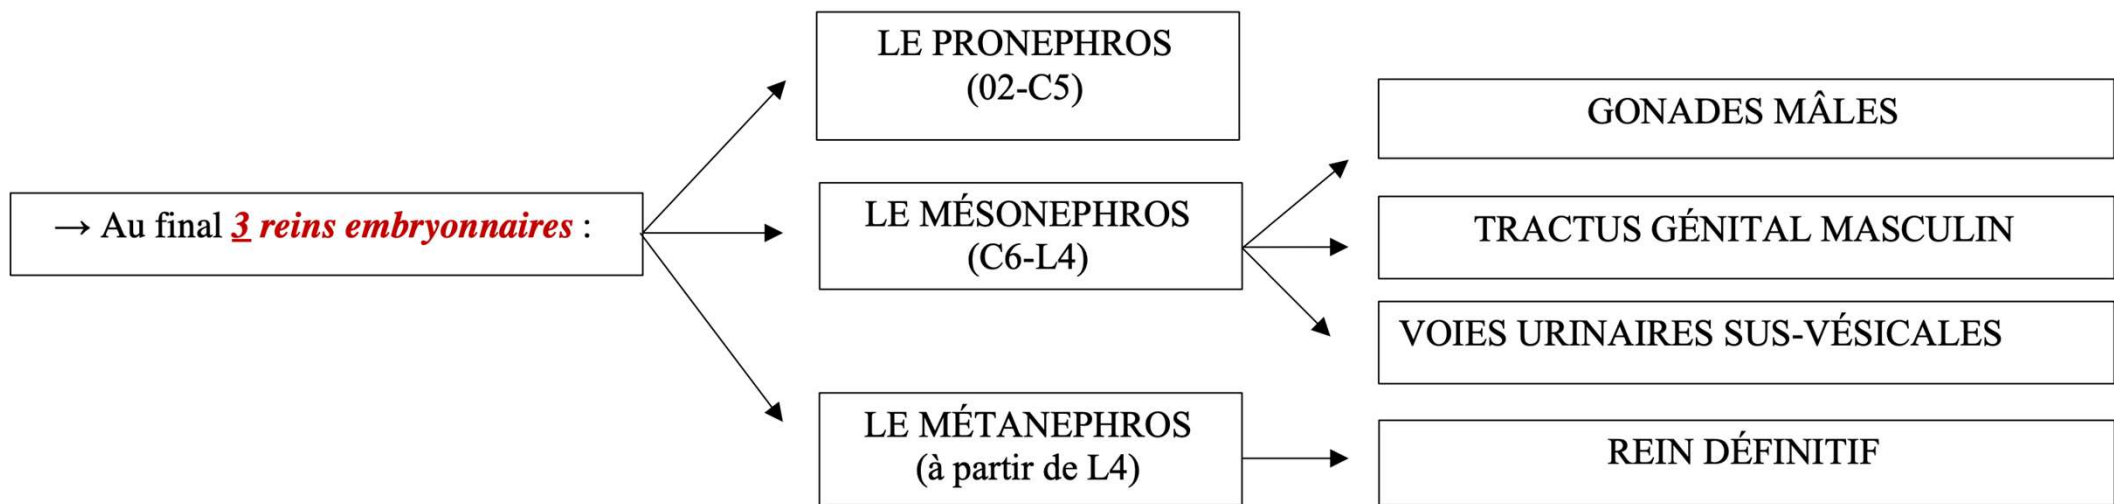 → Au final 3 reins embryonnaires :
LE PRONEPHROS
(02-C5)
LE MÉSONEPHROS
(C6-L4)
LE MÉTANEPHROS
(à partir de L4)
GONADES MÂLES
TRACTUS GÉNITAL MASCULIN
VOIES URINAIRES SUS-VÉSICALES
REIN DÉFINITIF